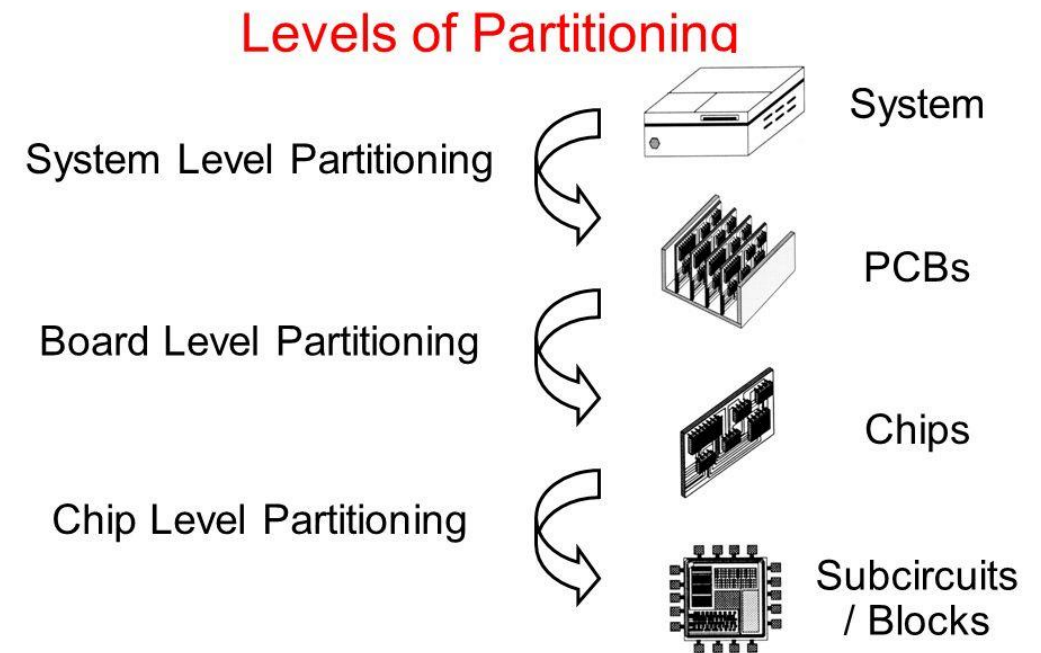 Levels of Partitioning
System
System Level Partitioning
PCBs
Board Level Partitioning
Chips
Chip Level Partitioning
Subcircuits
/ Blocks